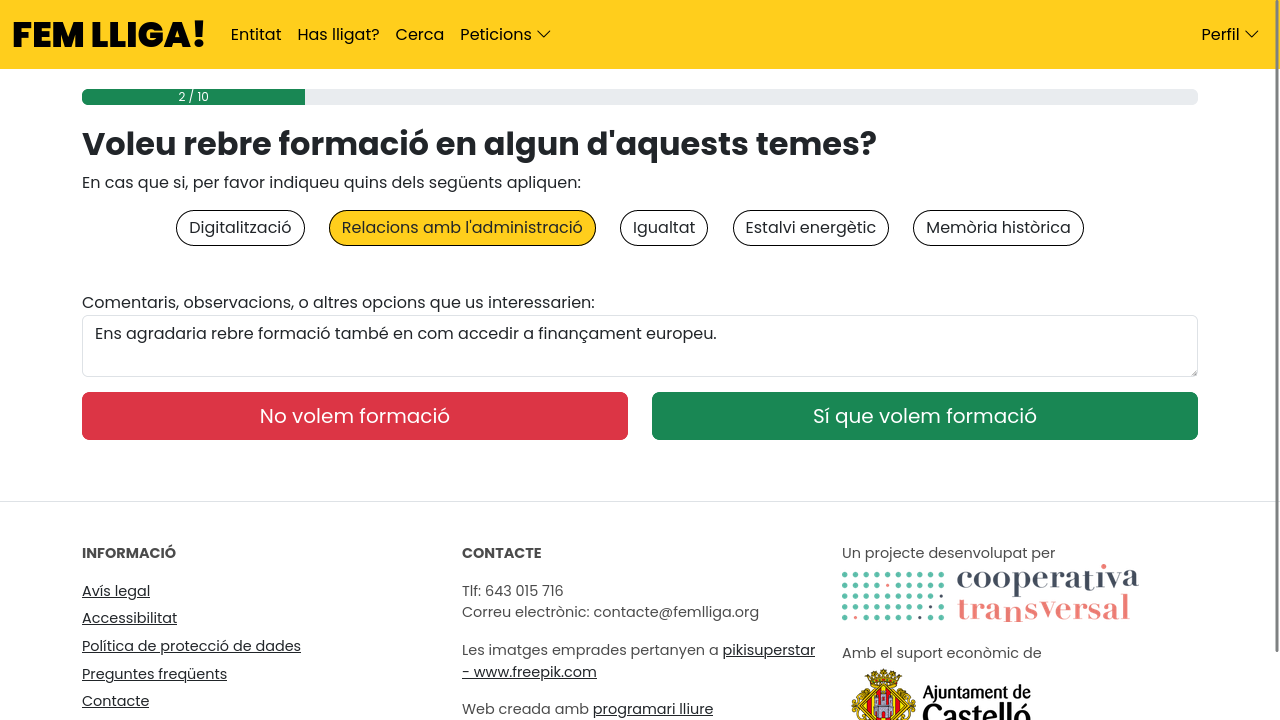 FEM LLIGA!
Entitat
Has lligat?
Cerca
Peticions
Perfil
2 / 10
Voleu rebre formació en algun d'aquests temes?
En cas que si, per favor indiqueu quins dels següents apliquen:
Digitalització
Relacions amb l'administració
Igualtat
Estalvi energètic
Memòria històrica
Comentaris, observacions, o altres opcions que us interessarien:
Ens agradaria rebre formació també en com accedir a finançament europeu.
No volem formació
Sí que volem formació
INFORMACIÓ
Avís legal
Accessibilitat
Política de protecció de dades
Preguntes freqüents
Contacte
CONTACTE
Tlf: 643 015 716
Correu electrònic: contacte@femlliga.org
Les imatges emprades pertanyen a pikisuperstar
- www.freepik.com
Web creada amb programari lliure
Un projecte desenvolupat per
cooperativa
transversal
Amb el suport econòmic de
Ajuntament de
Castelló